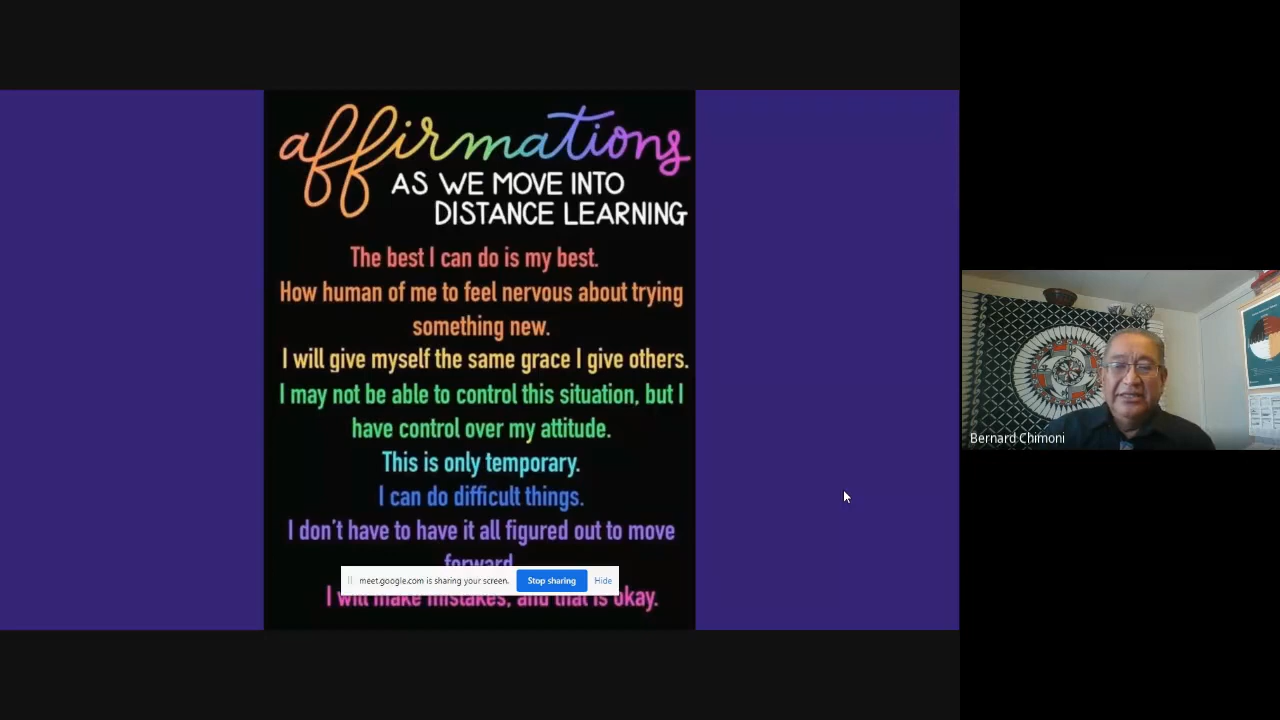 affirmations
AS WE MOVE INTO
DISTANCE LEARNING
The best I can do is my best.
How human of me to feel nervous about trying
something new.
I will give myself the same grace I give others.
I may not be able to control this situation, but I
have control over my attitude.
This is only temporary.
I can do difficult things.
I don't have to have it all figured out to move
forward.
meet.google.com is sharing your screen. Stop sharing Hide
I will make mistakes, and that is okay.
Bernard Chimoni